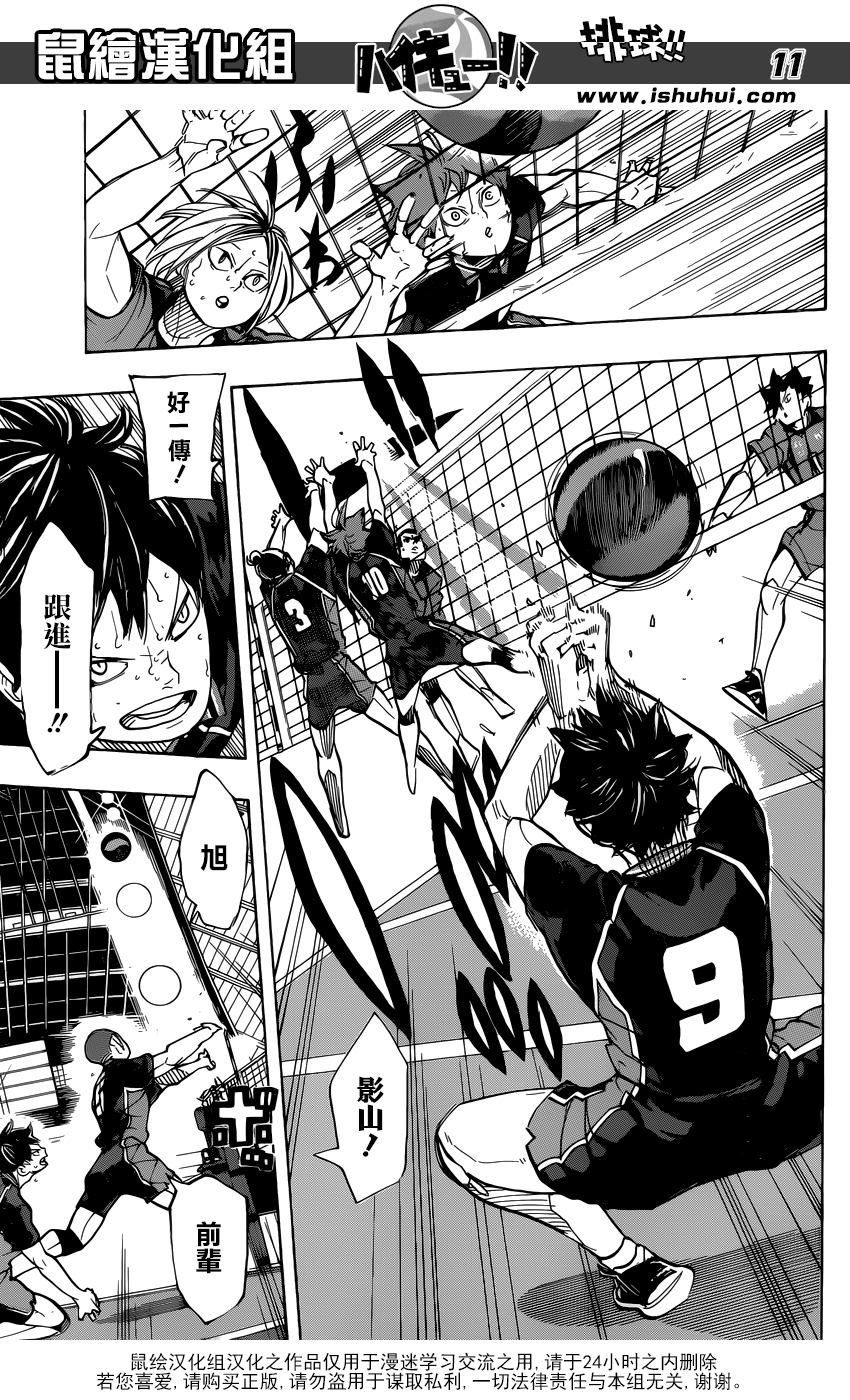 鼠繪漢化組
ハイキュー!!
排球!!
11
www.ishuhui.com
好一傳!
跟進——!!
3
10
9
旭
影山!
前輩
鼠绘汉化组汉化之作品仅用于漫迷学习交流之用,请于24小时之内删除
若您喜爱,请购买正版,请勿盗用于谋取私利,一切法律责任与本组无关,谢谢。